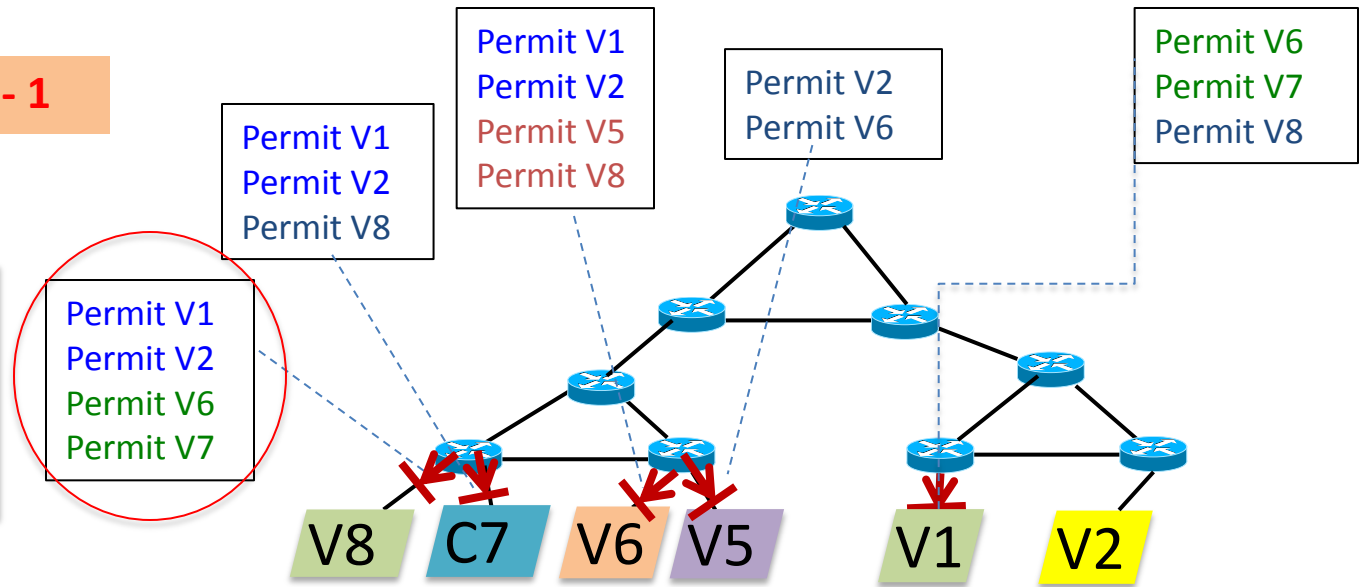 - 1
Permit V1
Permit V2
Permit V5
Permit V8
Permit V2
Permit V6
Permit V6
Permit V7
Permit V8
Permit V1
Permit V2
Permit V8
Permit V1
Permit V2
Permit V6
Permit V7
V8
C7
V6
V5
V1
V2